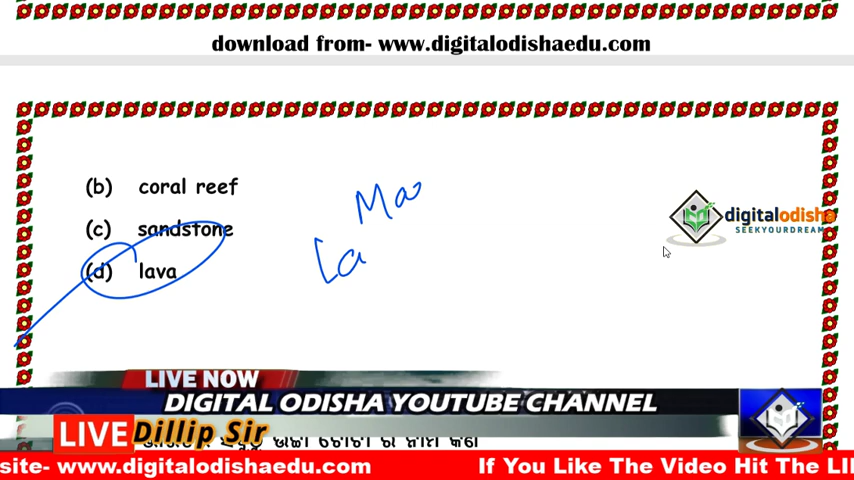 download from- www.digitalodishaedu.com
(b) coral reef
(c) sandstone
(d) lava
Ma
La
digitalodisha
SEEKYOURDREAM
LIVE NOW
DIGITAL ODISHA YOUTUBE CHANNEL
LIVE Dillip Sir
site- www.digitalodishaedu.com If You Like The Video Hit The LI